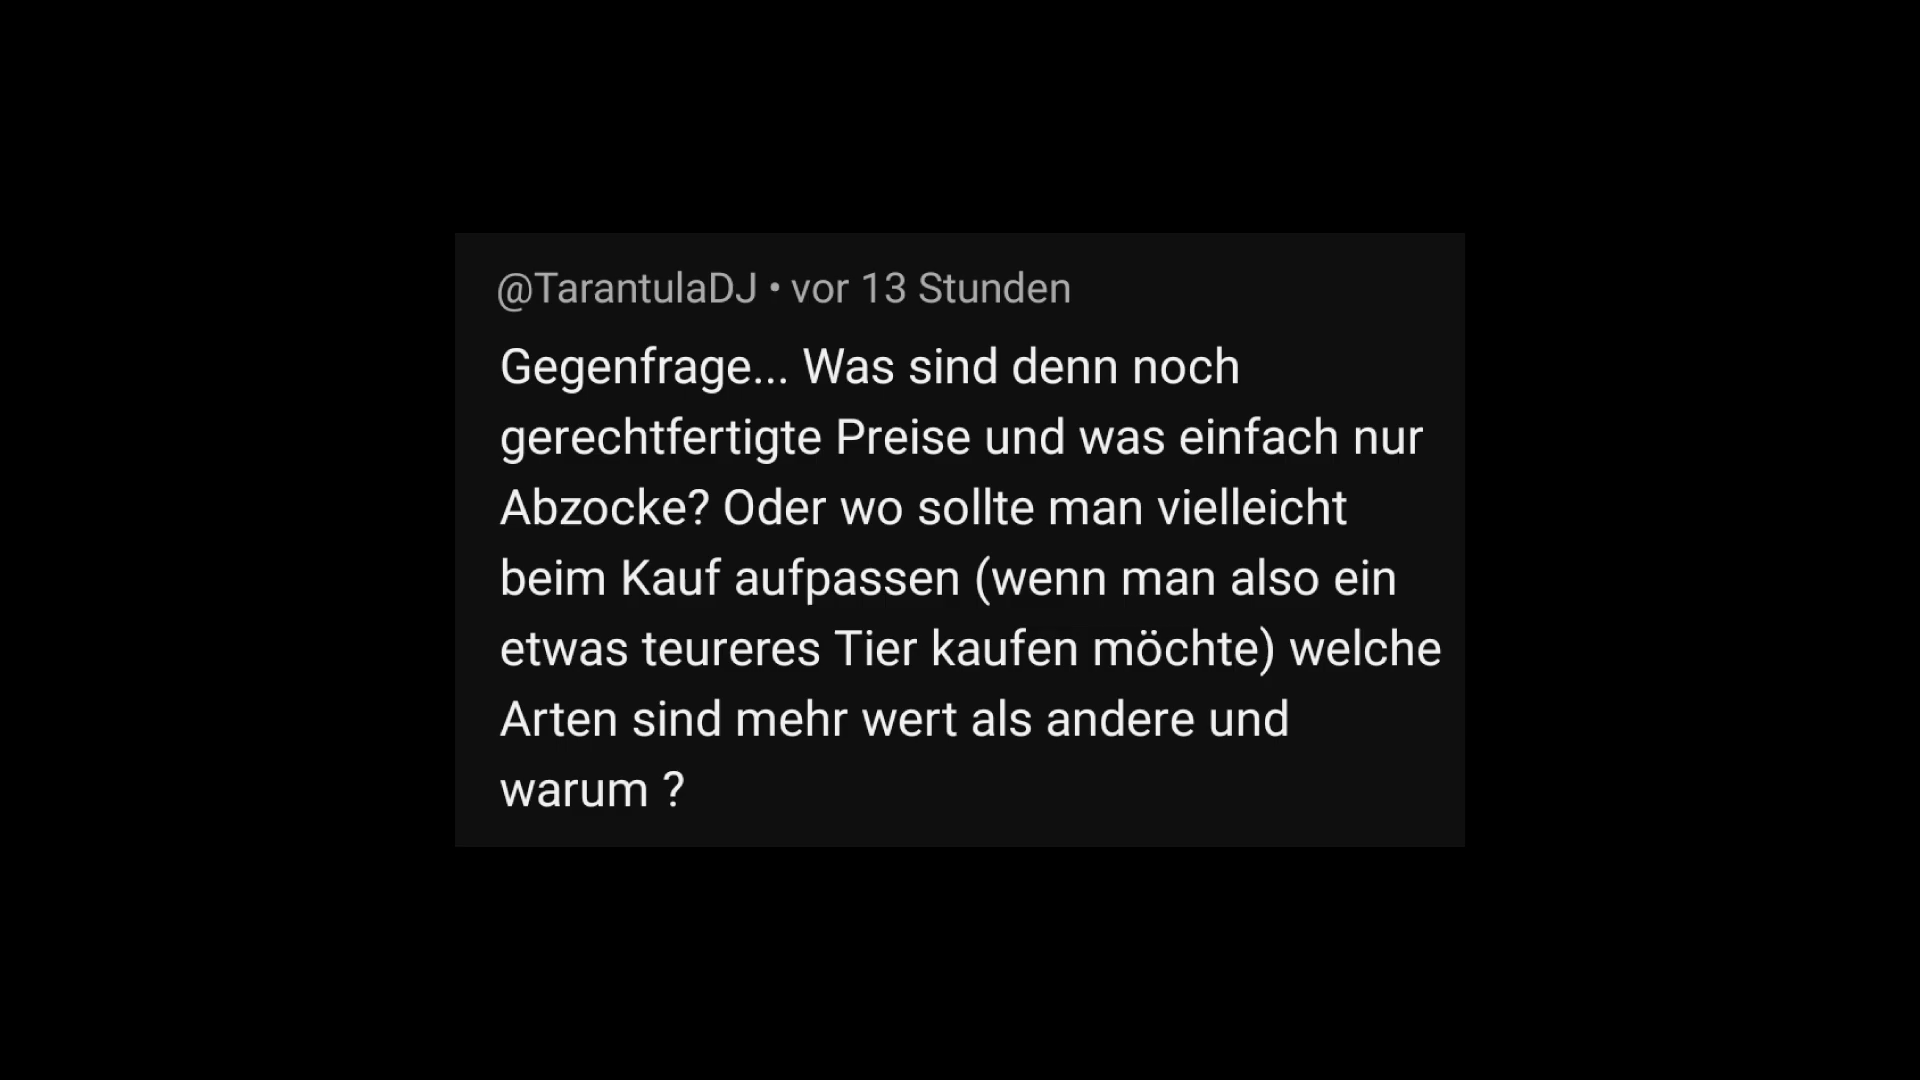 @TarantulaDJ • vor 13 Stunden
Gegenfrage... Was sind denn noch
gerechtfertigte Preise und was einfach nur
Abzocke? Oder wo sollte man vielleicht
beim Kauf aufpassen (wenn man also ein
etwas teureres Tier kaufen möchte) welche
Arten sind mehr wert als andere und
warum ?